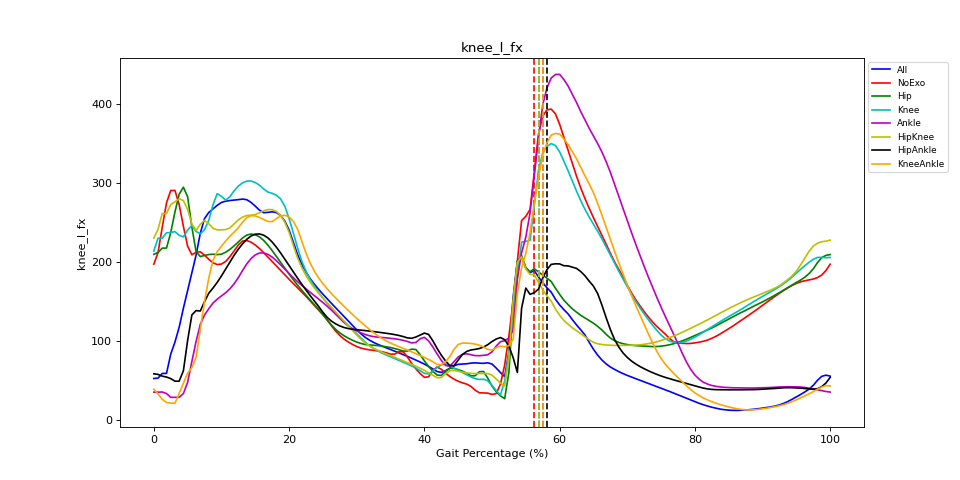 knee_l_fx
knee_l_fx
400
300
200
100
0
0 20 40 60 80 100
Gait Percentage (%)
All
NoExo
Hip
Knee
Ankle
HipKnee
HipAnkle
KneeAnkle